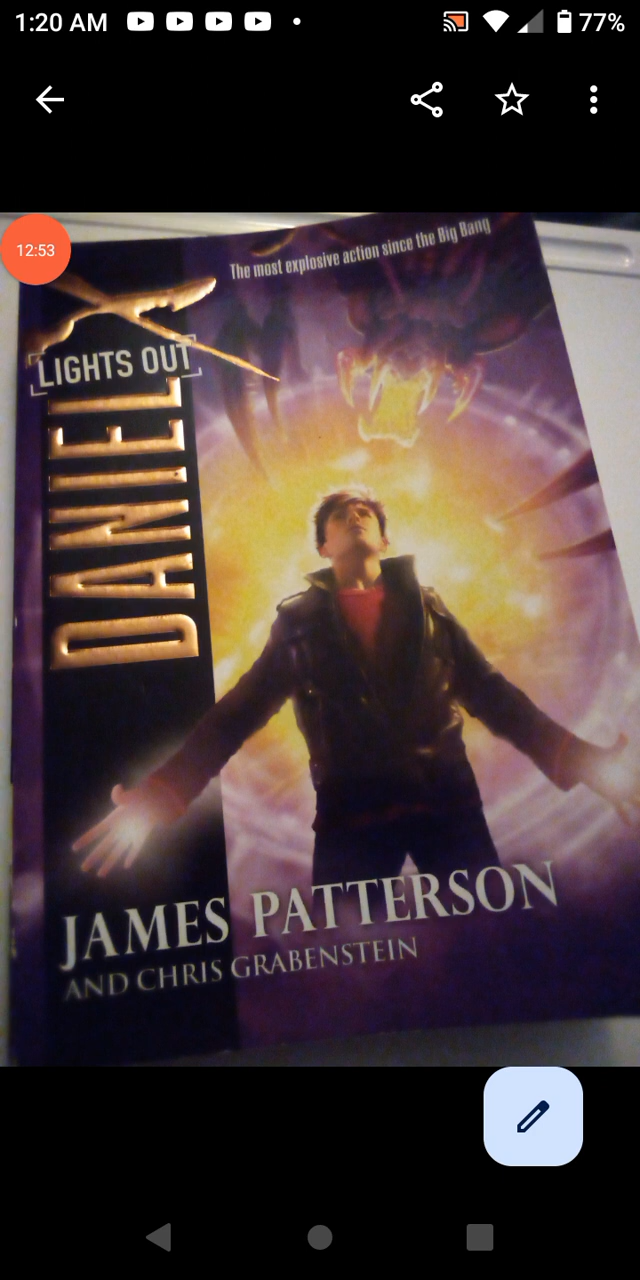 1:20 AM
77%
12:53
The most explosive action since the Big Bang
DANIEL X
LIGHTS OUT
JAMES PATTERSON
AND CHRIS GRABENSTEIN